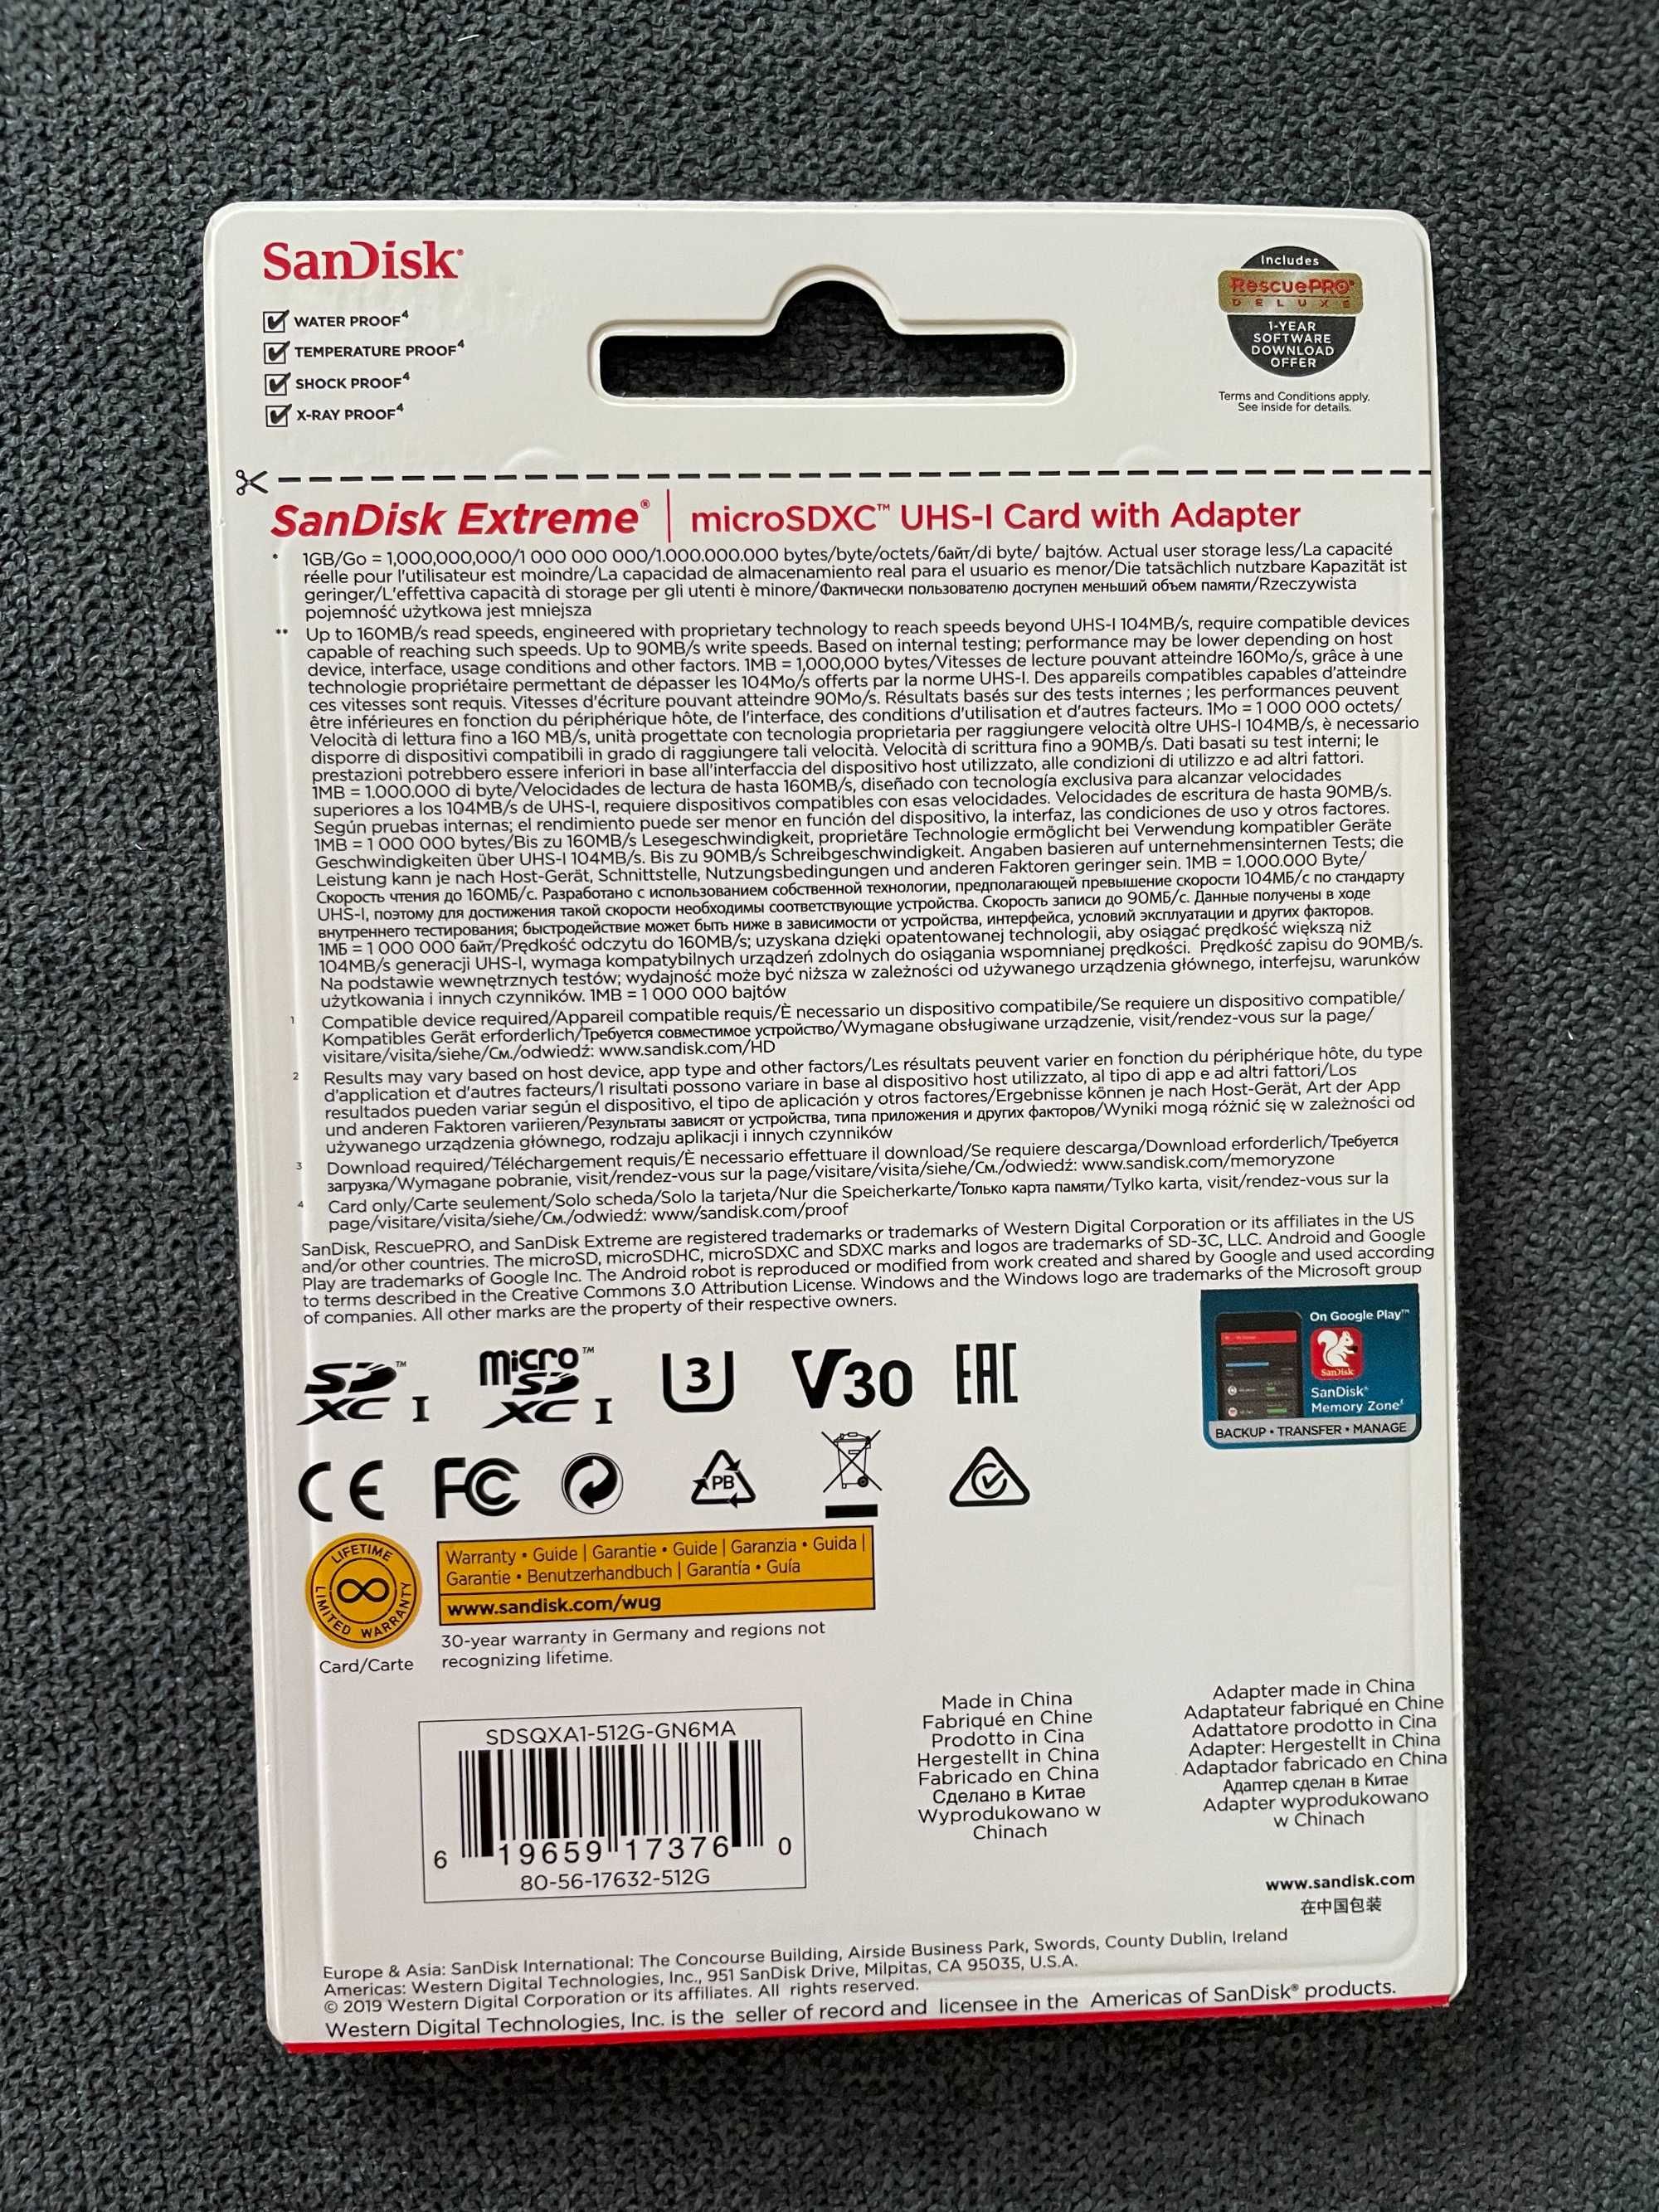 SanDisk®
WATER PROOF⁴
TEMPERATURE PROOF⁴
SHOCK PROOF⁴
X-RAY PROOF⁴
Includes
RescuePRO®
DELUXE
1-YEAR
SOFTWARE
DOWNLOAD
OFFER
Terms and Conditions apply.
See inside for details.
SanDisk Extreme® | microSDXC™ UHS-I Card with Adapter
* 1GB/Go = 1,000,000,000/1 000 000 000/1.000.000.000 bytes/byte/octets/байт/di byte/ bajtów. Actual user storage less/La capacité
réelle pour l'utilisateur est moindre/La capacidad de almacenamiento real para el usuario es menor/Die tatsächlich nutzbare Kapazität ist
geringer/L'effettiva capacità di storage per gli utenti è minore/Фактически пользователю доступен меньший объем памяти/Rzeczywista
pojemność użytkowa jest mniejsza
** Up to 160MB/s read speeds, engineered with proprietary technology to reach speeds beyond UHS-I 104MB/s, require compatible devices
capable of reaching such speeds. Up to 90MB/s write speeds. Based on internal testing; performance may be lower depending on host
device, interface, usage conditions and other factors. 1MB = 1,000,000 bytes/Vitesses de lecture pouvant atteindre 160Mo/s, grâce à une
technologie propriétaire permettant de dépasser les 104Mo/s offerts par la norme UHS-I. Des appareils compatibles capables d'atteindre
ces vitesses sont requis. Vitesses d'écriture pouvant atteindre 90Mo/s. Résultats basés sur des tests internes ; les performances peuvent
être inférieures en fonction du périphérique hôte, de l'interface, des conditions d'utilisation et d'autres facteurs. 1Mo = 1 000 000 octets/
Velocità di lettura fino a 160 MB/s, unità progettate con tecnologia proprietaria per raggiungere velocità oltre UHS-I 104MB/s, è necessario
disporre di dispositivi compatibili in grado di raggiungere tali velocità. Velocità di scrittura fino a 90MB/s. Dati basati su test interni; le
prestazioni potrebbero essere inferiori in base all'interfaccia del dispositivo host utilizzato, alle condizioni di utilizzo e ad altri fattori.
1MB = 1.000.000 di byte/Velocidades de lectura de hasta 160MB/s, diseñado con tecnología exclusiva para alcanzar velocidades
superiores a los 104MB/s de UHS-I, requiere dispositivos compatibles con esas velocidades. Velocidades de escritura de hasta 90MB/s.
Según pruebas internas; el rendimiento puede ser menor en función del dispositivo, la interfaz, las condiciones de uso y otros factores.
1MB = 1 000 000 bytes/Bis zu 160MB/s Lesegeschwindigkeit, proprietäre Technologie ermöglicht bei Verwendung kompatibler Geräte
Geschwindigkeiten über UHS-I 104MB/s. Bis zu 90MB/s Schreibgeschwindigkeit. Angaben basieren auf unternehmensinternen Tests; die
Leistung kann je nach Host-Gerät, Schnittstelle, Nutzungsbedingungen und anderen Faktoren geringer sein. 1MB = 1.000.000 Byte/
Скорость чтения до 160МБ/с. Разработано с использованием собственной технологии, предполагающей превышение скорости 104МБ/с по стандарту
UHS-I, поэтому для достижения такой скорости необходимы соответствующие устройства. Скорость записи до 90МБ/с. Данные получены в ходе
внутреннего тестирования; быстродействие может быть ниже в зависимости от устройства, интерфейса, условий эксплуатации и других факторов.
1МБ = 1 000 000 байт/Prędkość odczytu do 160MB/s; uzyskana dzięki opatentowanej technologii, aby osiągać prędkość większą niż
104MB/s generacji UHS-I, wymaga kompatybilnych urządzeń zdolnych do osiągania wspomnianej prędkości. Prędkość zapisu do 90MB/s.
Na podstawie wewnętrznych testów; wydajność może być niższa w zależności od używanego urządzenia głównego, interfejsu, warunków
użytkowania i innych czynników. 1MB = 1 000 000 bajtów
1 Compatible device required/Appareil compatible requis/È necessario un dispositivo compatibile/Se requiere un dispositivo compatible/
Kompatibles Gerät erforderlich/Требуется совместимое устройство/Wymagane obsługiwane urządzenie, visit/rendez-vous sur la page/
visitare/visita/siehe/См./odwiedź: www.sandisk.com/HD
2 Results may vary based on host device, app type and other factors/Les résultats peuvent varier en fonction du périphérique hôte, du type
d'application et d'autres facteurs/I risultati possono variare in base al dispositivo host utilizzato, al tipo di app e ad altri fattori/Los
resultados pueden variar según el dispositivo, el tipo de aplicación y otros factores/Ergebnisse können je nach Host-Gerät, Art der App
und anderen Faktoren variieren/Результаты зависят от устройства, типа приложения и других факторов/Wyniki mogą różnić się w zależności od
używanego urządzenia głównego, rodzaju aplikacji i innych czynników
3 Download required/Téléchargement requis/È necessario effettuare il download/Se requiere descarga/Download erforderlich/Требуется
загрузка/Wymagane pobranie, visit/rendez-vous sur la page/visitare/visita/siehe/См./odwiedź: www.sandisk.com/memoryzone
4 Card only/Carte seulement/Solo scheda/Solo la tarjeta/Nur die Speicherkarte/Только карта памяти/Tylko karta, visit/rendez-vous sur la
page/visitare/visita/siehe/См./odwiedź: www/sandisk.com/proof
SanDisk, RescuePRO, and SanDisk Extreme are registered trademarks or trademarks of Western Digital Corporation or its affiliates in the US
and/or other countries. The microSD, microSDHC, microSDXC and SDXC marks and logos are trademarks of SD-3C, LLC. Android and Google
Play are trademarks of Google Inc. The Android robot is reproduced or modified from work created and shared by Google and used according
to terms described in the Creative Commons 3.0 Attribution License. Windows and the Windows logo are trademarks of the Microsoft group
of companies. All other marks are the property of their respective owners.
SD XC I™
micro SD XC I™
U3
V30
EAC
On Google Play™
SanDisk
SanDisk®
Memory Zone³
BACKUP • TRANSFER • MANAGE
CE
FC
PB
LIFETIME
LIMITED WARRANTY
Card/Carte
Warranty • Guide | Garantie • Guide | Garanzia • Guida |
Garantie • Benutzerhandbuch | Garantía • Guía
www.sandisk.com/wug
30-year warranty in Germany and regions not
recognizing lifetime.
SDSQXA1-512G-GN6MA
6 19659 17376 0
80-56-17632-512G
Made in China
Fabriqué en Chine
Prodotto in Cina
Hergestellt in China
Fabricado en China
Сделано в Китае
Wyprodukowano w
Chinach
Adapter made in China
Adaptateur fabriqué en Chine
Adattatore prodotto in Cina
Adapter: Hergestellt in China
Adaptador fabricado en China
Адаптер сделан в Китае
Adapter wyprodukowano
w Chinach
www.sandisk.com
在中国包装
Europe & Asia: SanDisk International: The Concourse Building, Airside Business Park, Swords, County Dublin, Ireland
Americas: Western Digital Technologies, Inc., 951 SanDisk Drive, Milpitas, CA 95035, U.S.A.
© 2019 Western Digital Corporation or its affiliates. All rights reserved.
Western Digital Technologies, Inc. is the seller of record and licensee in the Americas of SanDisk® products.